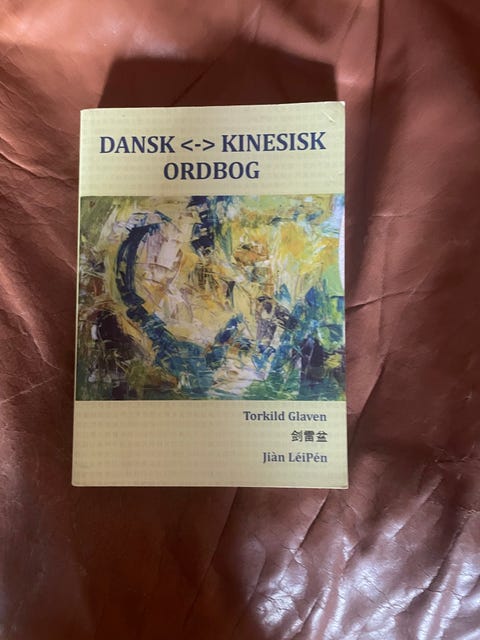 DANSK <-> KINESISK
ORDBOG
Torkild Glaven
剑雷盆
Jiàn LéiPén